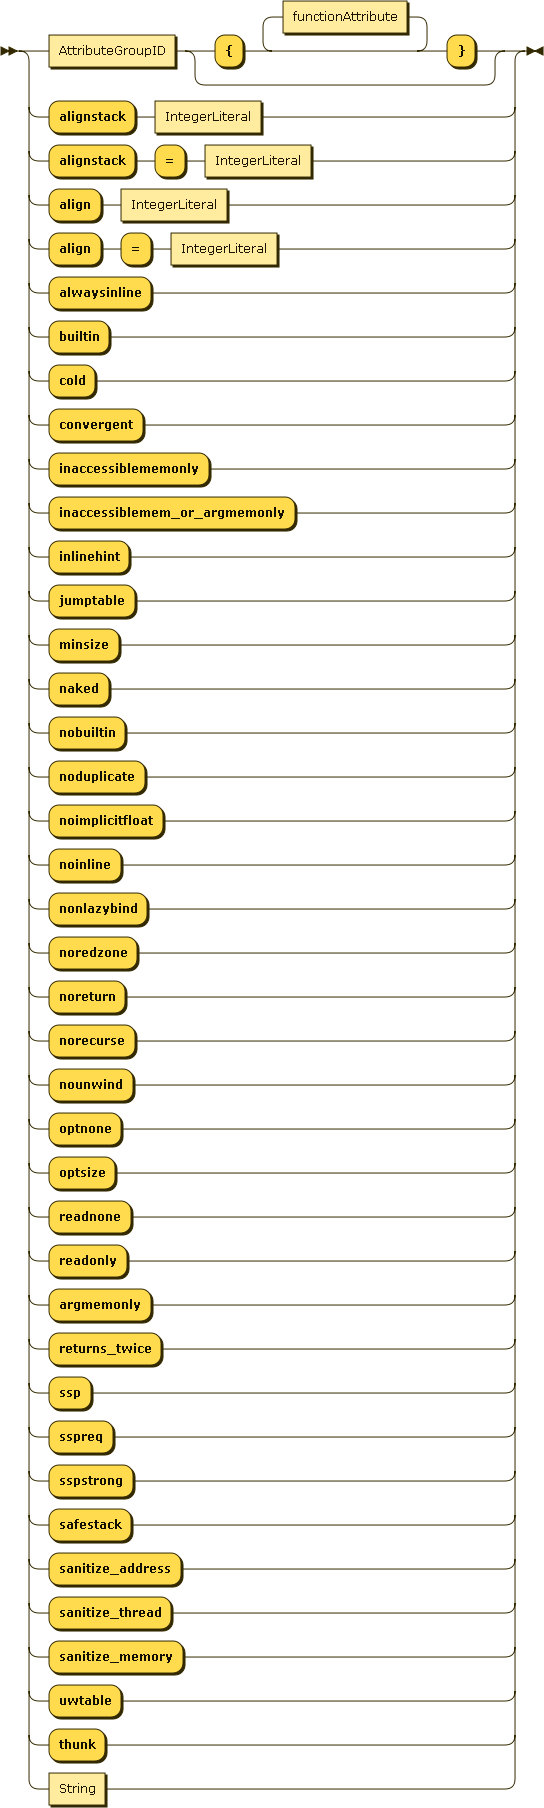 functionAttribute
AttributeGroupID { }
alignstack IntegerLiteral
alignstack = IntegerLiteral
align IntegerLiteral
align = IntegerLiteral
alwaysinline
builtin
cold
convergent
inaccessiblememonly
inaccessiblemem_or_argmemonly
inlinehint
jumptable
minsize
naked
nobuiltin
noduplicate
noimplicitfloat
noinline
nonlazybind
noredzone
noreturn
norecurse
nounwind
optnone
optsize
readnone
readonly
argmemonly
returns_twice
ssp
sspreq
sspstrong
safestack
sanitize_address
sanitize_thread
sanitize_memory
uwtable
thunk
String